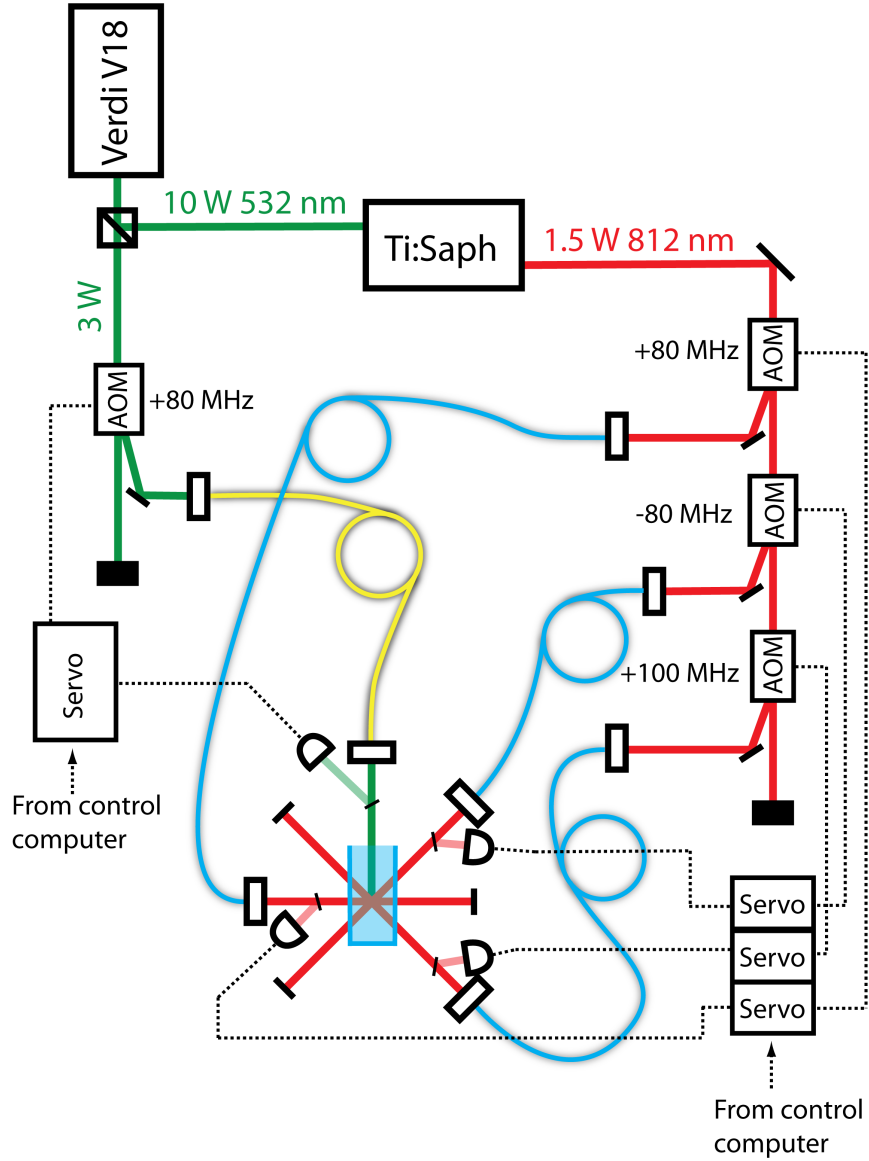 Verdi V18
10 W 532 nm
Ti:Saph
1.5 W 812 nm
3 W
AOM
+80 MHz
+80 MHz
AOM
-80 MHz
AOM
+100 MHz
AOM
Servo
From control
computer
Servo
Servo
Servo
From control
computer